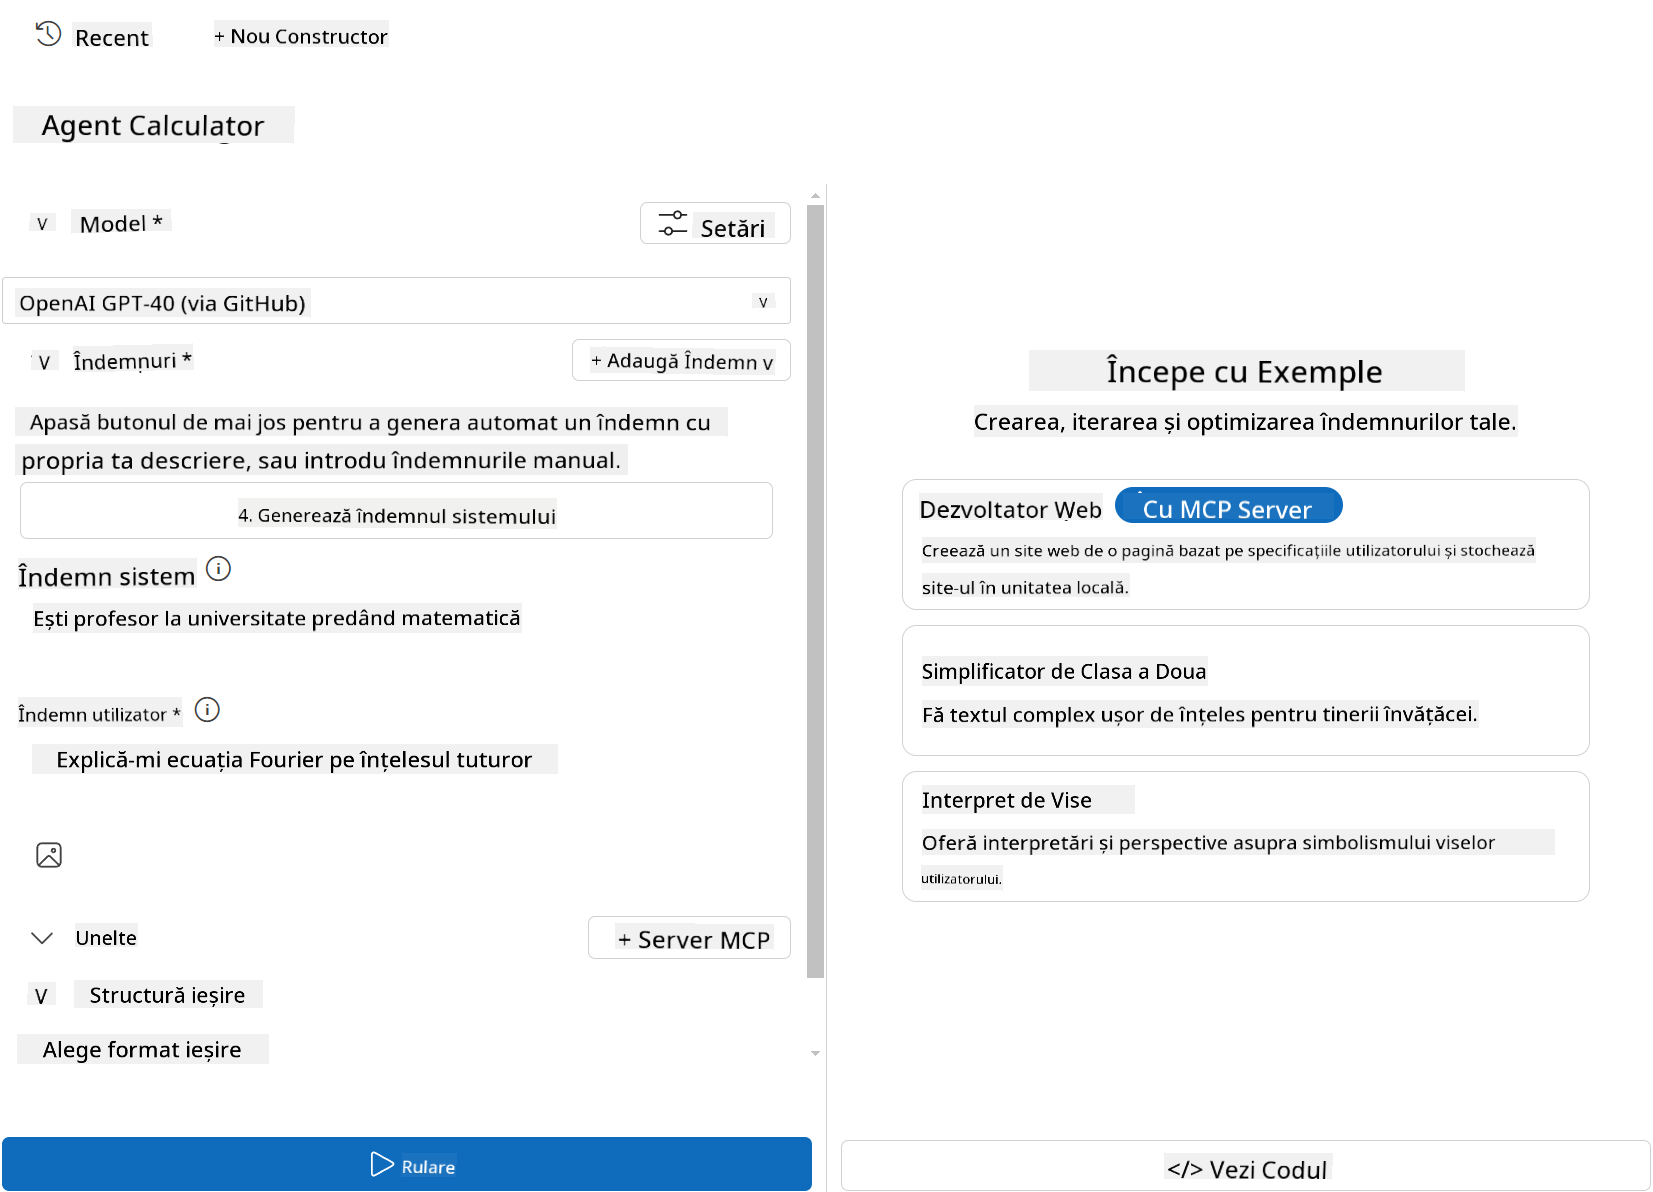 Recent
+ Nou Constructor
Agent Calculator
v Model *
Setări
OpenAI GPT-40 (via GitHub) v
v Îndemnuri *
+ Adaugă Îndemn v
Apasă butonul de mai jos pentru a genera automat un îndemn cu
propria ta descriere, sau introdu îndemnurile manual.
4. Generează îndemnul sistemului
Îndemn sistem
Ești profesor la universitate predând matematică
Îndemn utilizator *
Explică-mi ecuația Fourier pe înțelesul tuturor
Unelte
+ Server MCP
V Structură ieșire
Alege format ieșire
Rulare
Începe cu Exemple
Crearea, iterarea și optimizarea îndemnurilor tale.
Dezvoltator Web
Cu MCP Server
Creează un site web de o pagină bazat pe specificațiile utilizatorului și stochează
site-ul în unitatea locală.
Simplificator de Clasa a Doua
Fă textul complex ușor de înțeles pentru tinerii învățăcei.
Interpret de Vise
Oferă interpretări și perspective asupra simbolismului viselor
utilizatorului.
</> Vezi Codul